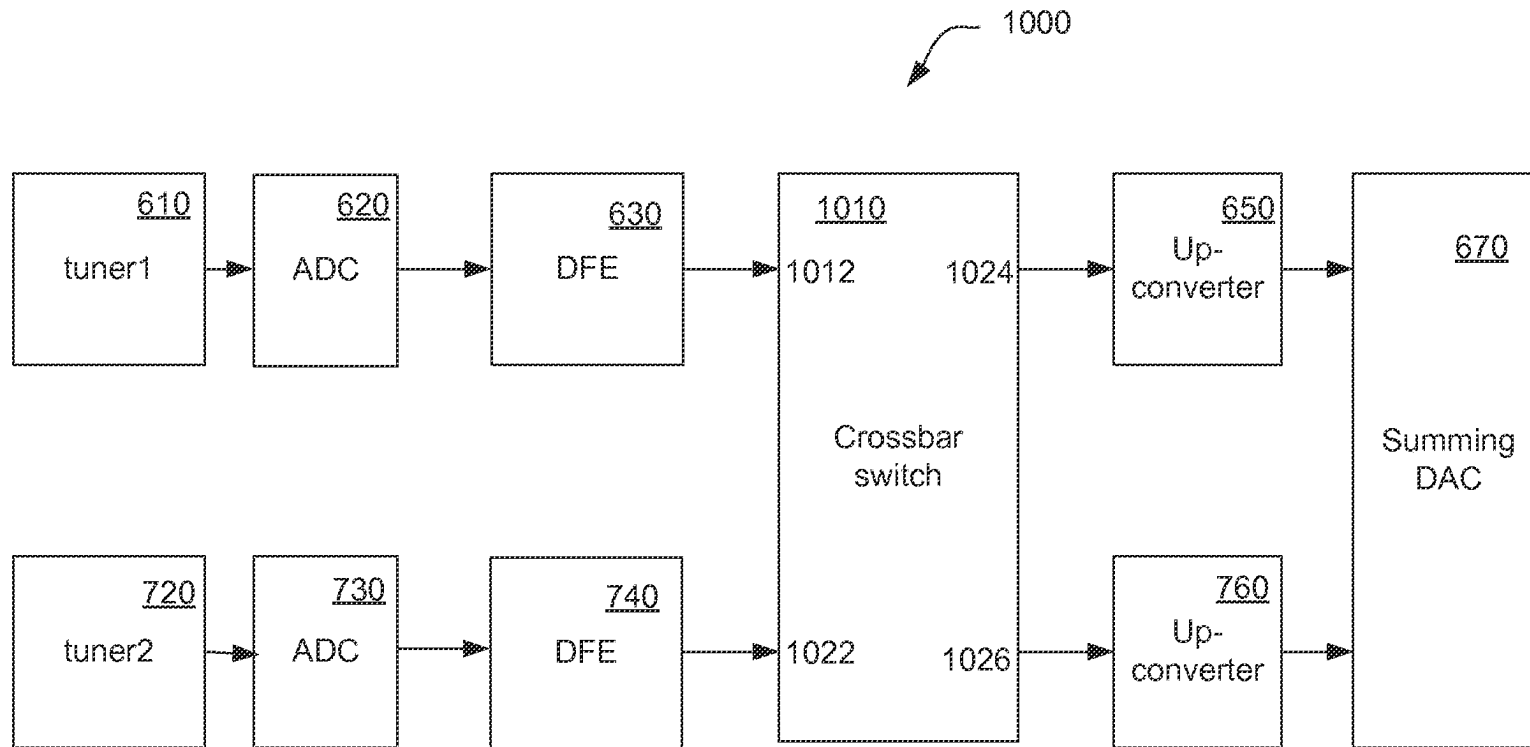 1000
610
tuner1
620
ADC
630
DFE
1010
1012
1024
Crossbar
switch
1022
1026
650
Up-
converter
670
Summing
DAC
720
tuner2
730
ADC
740
DFE
760
Up-
converter